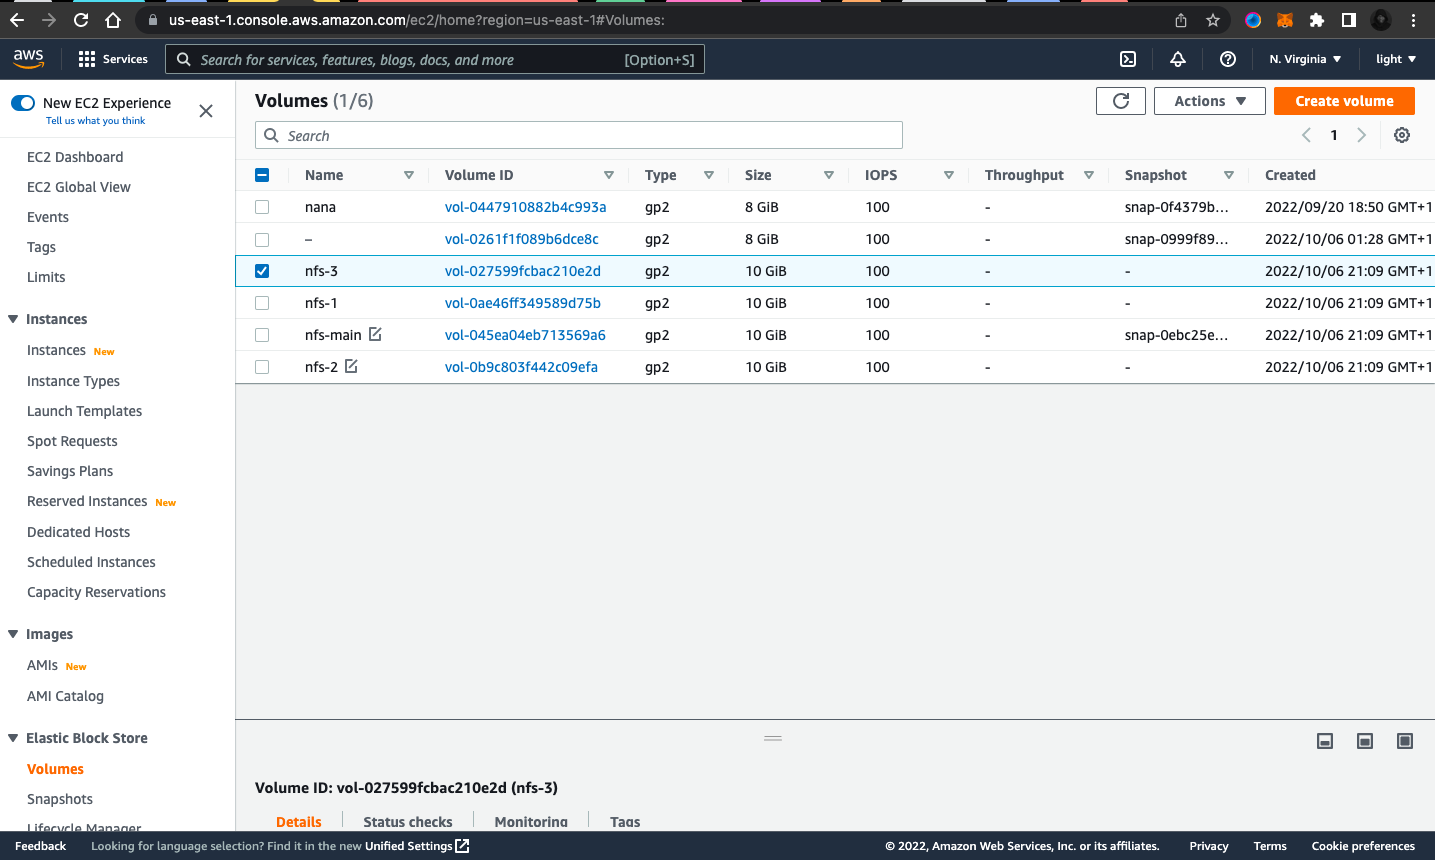 us-east-1.console.aws.amazon.com/ec2/home?region=us-east-1#Volumes:
aws
Services
Search for services, features, blogs, docs, and more [Option+S]
N. Virginia
light
New EC2 Experience
Tell us what you think
EC2 Dashboard
EC2 Global View
Events
Tags
Limits
Instances
Instances New
Instance Types
Launch Templates
Spot Requests
Savings Plans
Reserved Instances New
Dedicated Hosts
Scheduled Instances
Capacity Reservations
Images
AMIs New
AMI Catalog
Elastic Block Store
Volumes
Snapshots
Lifecycle Manager
Volumes (1/6)
Actions
Create volume
Search
1
Name Volume ID Type Size IOPS Throughput Snapshot Created
nana vol-0447910882b4c993a gp2 8 GiB 100 - snap-0f4379b... 2022/09/20 18:50 GMT+1
– vol-0261f1f089b6dce8c gp2 8 GiB 100 - snap-0999f89... 2022/10/06 01:28 GMT+1
nfs-3 vol-027599fcbac210e2d gp2 10 GiB 100 - - 2022/10/06 21:09 GMT+1
nfs-1 vol-0ae46ff349589d75b gp2 10 GiB 100 - - 2022/10/06 21:09 GMT+1
nfs-main vol-045ea04eb713569a6 gp2 10 GiB 100 - snap-0ebc25e... 2022/10/06 21:09 GMT+1
nfs-2 vol-0b9c803f442c09efa gp2 10 GiB 100 - - 2022/10/06 21:09 GMT+1
Volume ID: vol-027599fcbac210e2d (nfs-3)
Details Status checks Monitoring Tags
Feedback Looking for language selection? Find it in the new Unified Settings © 2022, Amazon Web Services, Inc. or its affiliates. Privacy Terms Cookie preferences